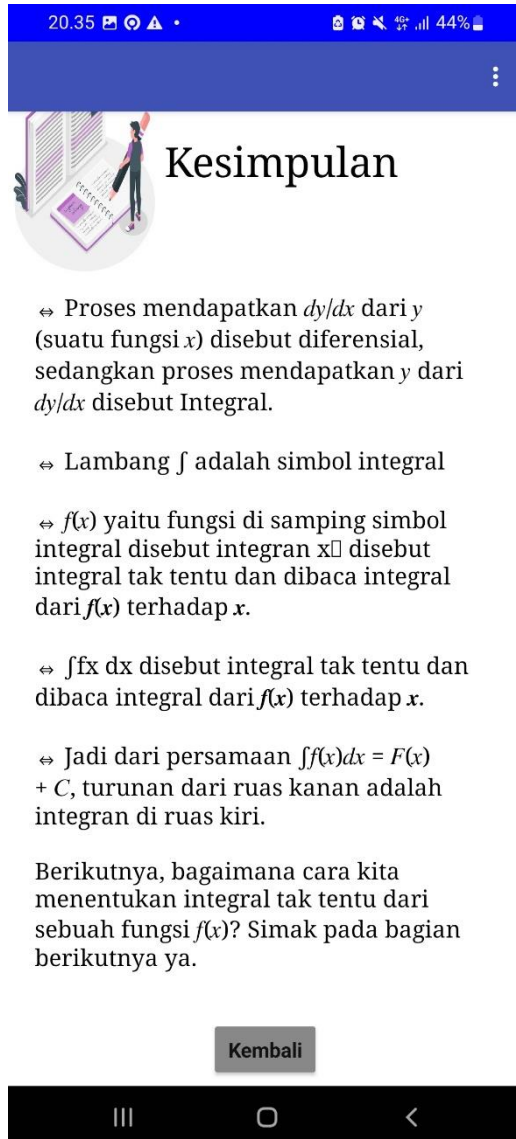 20.35
4G+ 44%
Kesimpulan
⇔ Proses mendapatkan dy/dx dari y
(suatu fungsi x) disebut diferensial,
sedangkan proses mendapatkan y dari
dy/dx disebut Integral.
⇔ Lambang ∫ adalah simbol integral
⇔ f(x) yaitu fungsi di samping simbol
integral disebut integran x▯ disebut
integral tak tentu dan dibaca integral
dari f(x) terhadap x.
⇔ ∫fx dx disebut integral tak tentu dan
dibaca integral dari f(x) terhadap x.
⇔ Jadi dari persamaan ∫f(x)dx = F(x)
+ C, turunan dari ruas kanan adalah
integran di ruas kiri.
Berikutnya, bagaimana cara kita
menentukan integral tak tentu dari
sebuah fungsi f(x)? Simak pada bagian
berikutnya ya.
Kembali